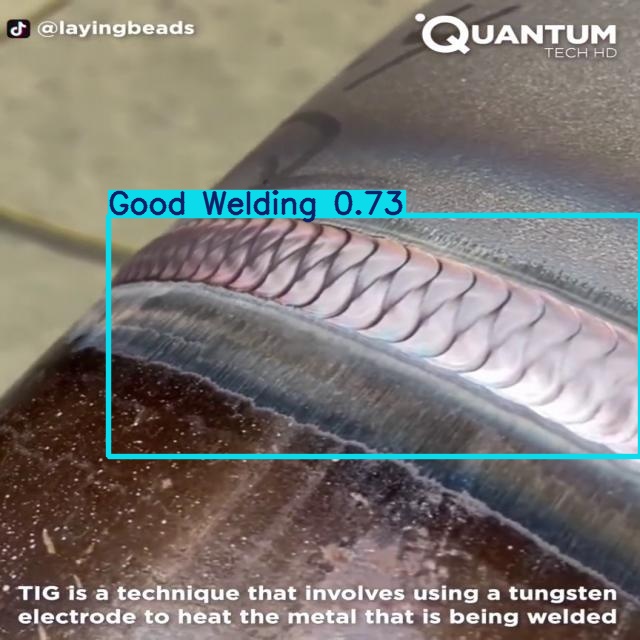 @layingbeads
QUANTUM
TECH HD
Good Welding 0.73
TIG is a technique that involves using a tungsten
electrode to heat the metal that is being welded